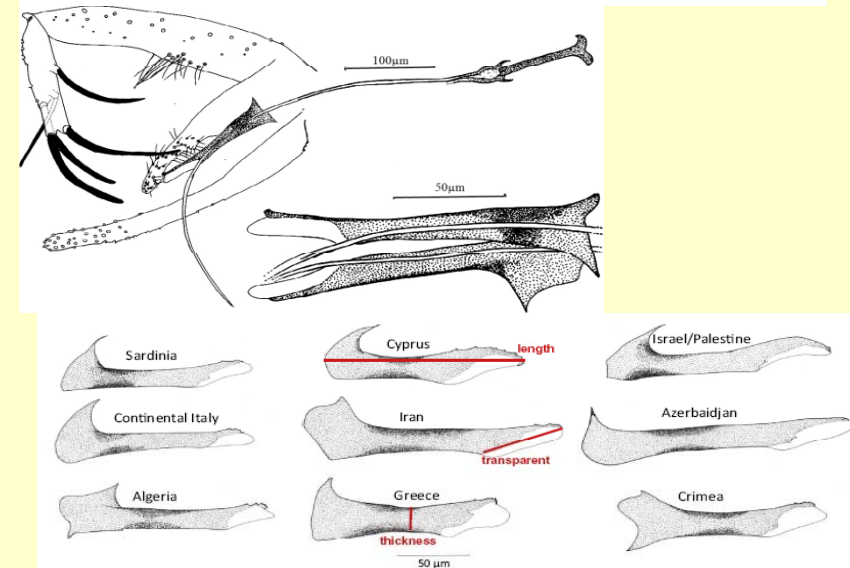 100µm
50µm
Sardinia
Cyprus
length
Israel/Palestine
Continental Italy
Iran
transparent
Azerbaidjan
Algeria
Greece
thickness
Crimea
50 µm